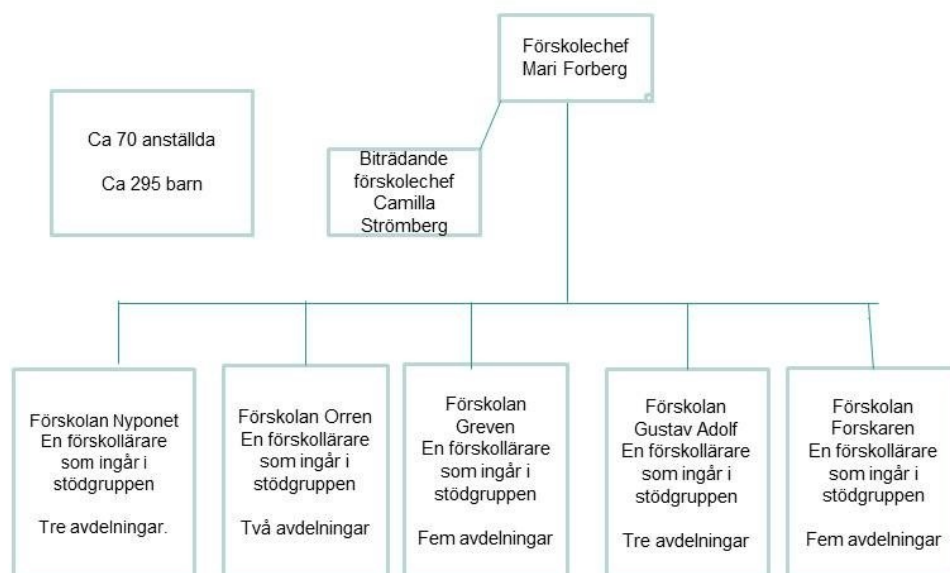 Förskolechef
Mari Forberg
Ca 70 anställda
Ca 295 barn
Biträdande
förskolechef
Camilla
Strömberg
Förskolan Nyponet
En förskollärare
som ingår i
stödgruppen
Tre avdelningar.
Förskolan Orren
En förskollärare
som ingår i
stödgruppen
Två avdelningar
Förskolan
Greven
En förskollärare
som ingår i
stödgruppen
Fem avdelningar
Förskolan
Gustav Adolf
En förskollärare
som ingår i
stödgruppen
Tre avdelningar
Förskolan
Forskaren
En förskollärare
som ingår i
stödgruppen
Fem avdelningar